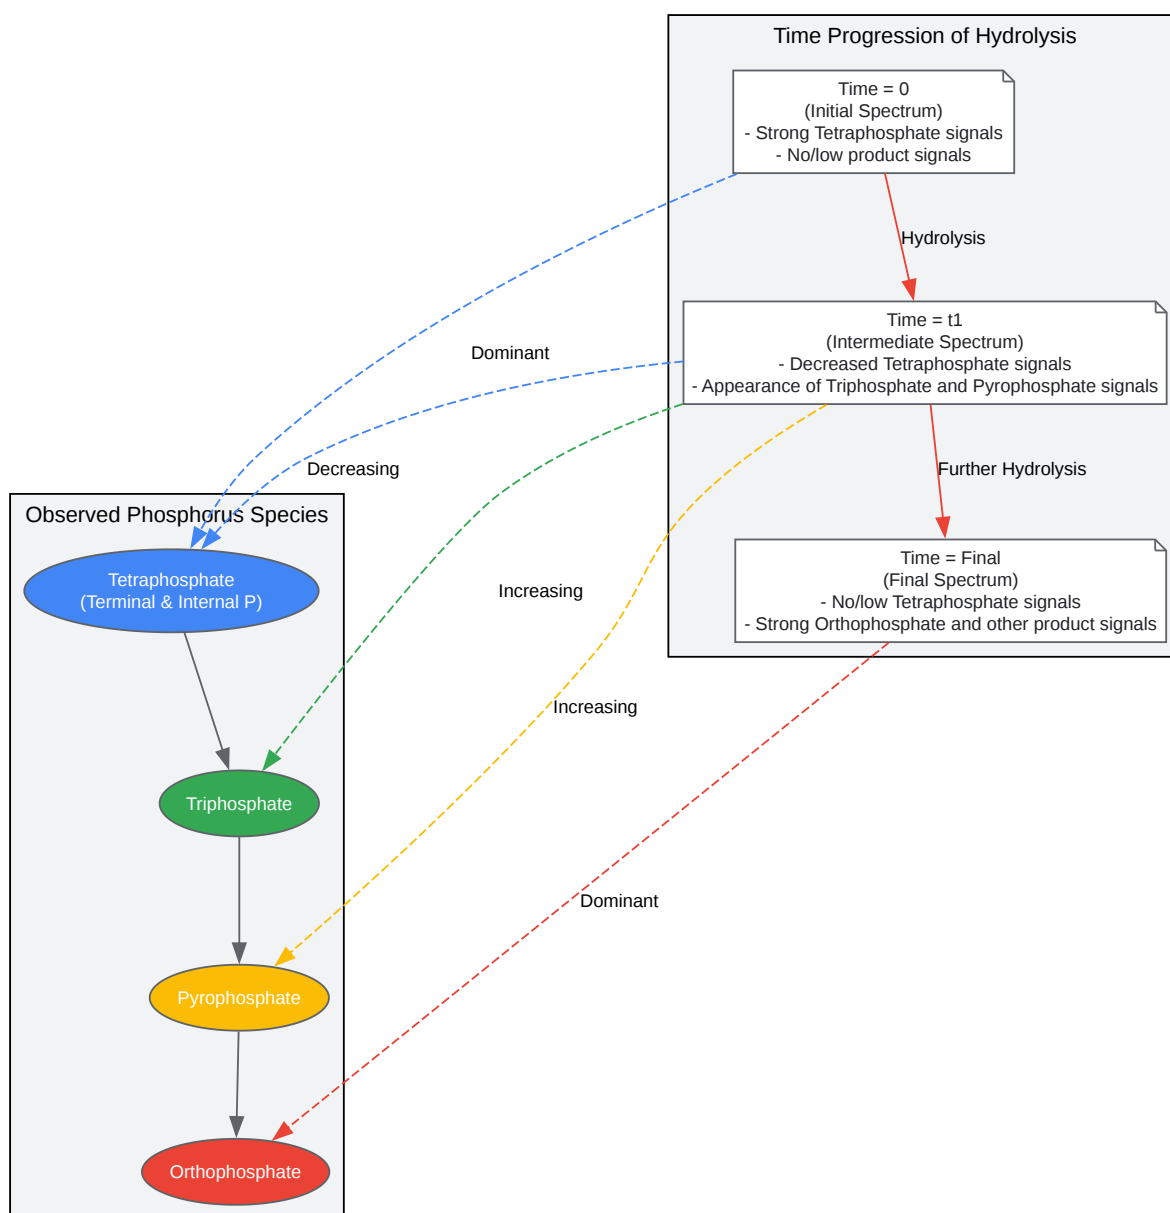 Time Progression of Hydrolysis
Time = 0
(Initial Spectrum)
- Strong Tetraphosphate signals
- No/low product signals
Hydrolysis
Time = t1
(Intermediate Spectrum)
- Decreased Tetraphosphate signals
- Appearance of Triphosphate and Pyrophosphate signals
Dominant
Decreasing
Further Hydrolysis
Observed Phosphorus Species
Time = Final
(Final Spectrum)
- No/low Tetraphosphate signals
- Strong Orthophosphate and other product signals
Tetraphosphate
(Terminal & Internal P)
Increasing
Increasing
Triphosphate
Dominant
Pyrophosphate
Orthophosphate